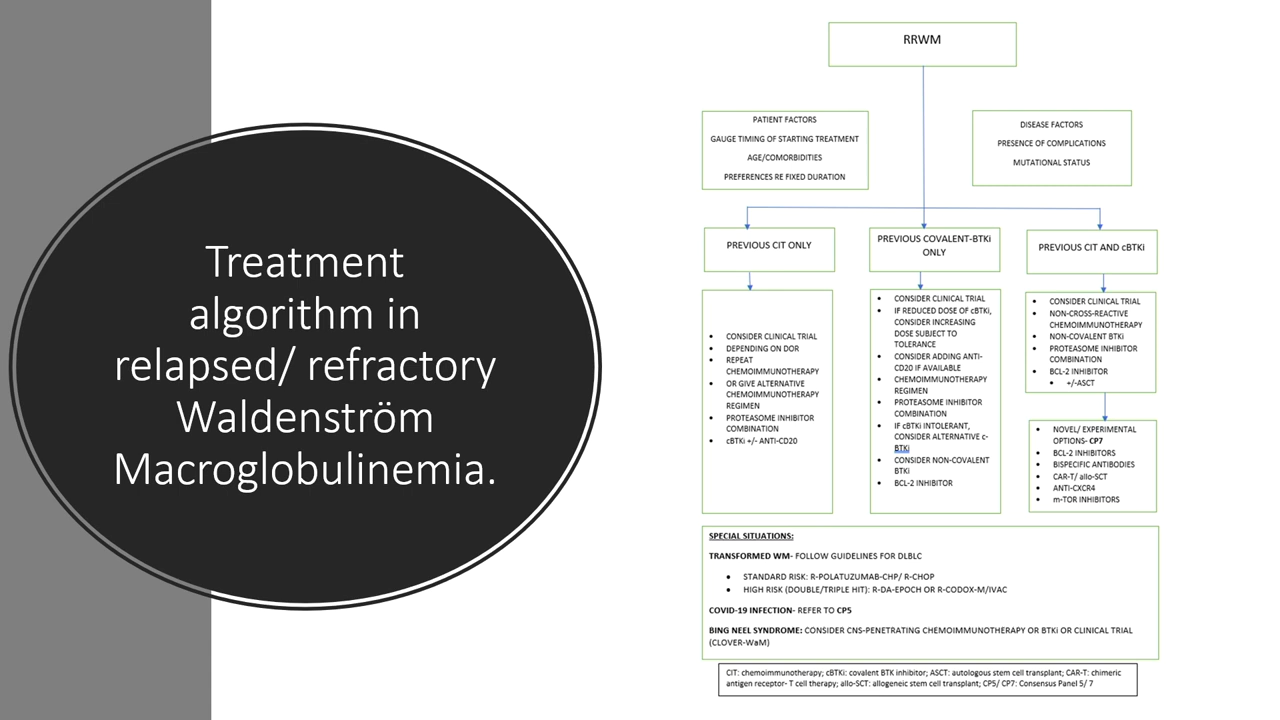 Treatment
algorithm in
relapsed/ refractory
Waldenström
Macroglobulinemia.
RRWM
PATIENT FACTORS
GAUGE TIMING OF STARTING TREATMENT
AGE/COMORBIDITIES
PREFERENCES RE FIXED DURATION
DISEASE FACTORS
PRESENCE OF COMPLICATIONS
MUTATIONAL STATUS
PREVIOUS CIT ONLY
PREVIOUS COVALENT-BTKi
ONLY
PREVIOUS CIT AND cBTKi
• CONSIDER CLINICAL TRIAL
• DEPENDING ON DOR
• REPEAT
CHEMOIMMUNOTHERAPY
• OR GIVE ALTERNATIVE
CHEMOIMMUNOTHERAPY
REGIMEN
• PROTEASOME INHIBITOR
COMBINATION
• cBTKi +/- ANTI-CD20
• CONSIDER CLINICAL TRIAL
• IF REDUCED DOSE OF cBTKi,
CONSIDER INCREASING
DOSE SUBJECT TO
TOLERANCE
• CONSIDER ADDING ANTI-
CD20 IF AVAILABLE
• CHEMOIMMUNOTHERAPY
REGIMEN
• PROTEASOME INHIBITOR
COMBINATION
• IF cBTKi INTOLERANT,
CONSIDER ALTERNATIVE c-
BTKi
• CONSIDER NON-COVALENT
BTKi
• BCL-2 INHIBITOR
• CONSIDER CLINICAL TRIAL
• NON-CROSS-REACTIVE
CHEMOIMMUNOTHERAPY
• NON-COVALENT BTKi
• PROTEASOME INHIBITOR
COMBINATION
• BCL-2 INHIBITOR
• +/-ASCT
• NOVEL/ EXPERIMENTAL
OPTIONS- CP7
• BCL-2 INHIBITORS
• BISPECIFIC ANTIBODIES
• CAR-T/ allo-SCT
• ANTI-CXCR4
• m-TOR INHIBITORS
SPECIAL SITUATIONS:
TRANSFORMED WM- FOLLOW GUIDELINES FOR DLBLC
• STANDARD RISK: R-POLATUZUMAB-CHP/ R-CHOP
• HIGH RISK (DOUBLE/TRIPLE HIT): R-DA-EPOCH OR R-CODOX-M/IVAC
COVID-19 INFECTION- REFER TO CP5
BING NEEL SYNDROME: CONSIDER CNS-PENETRATING CHEMOIMMUNOTHERAPY OR BTKi OR CLINICAL TRIAL
(CLOVER-WaM)
CIT: chemoimmunotherapy; cBTKi: covalent BTK inhibitor; ASCT: autologous stem cell transplant; CAR-T: chimeric
antigen receptor- T cell therapy; allo-SCT: allogeneic stem cell transplant; CP5/ CP7: Consensus Panel 5/ 7